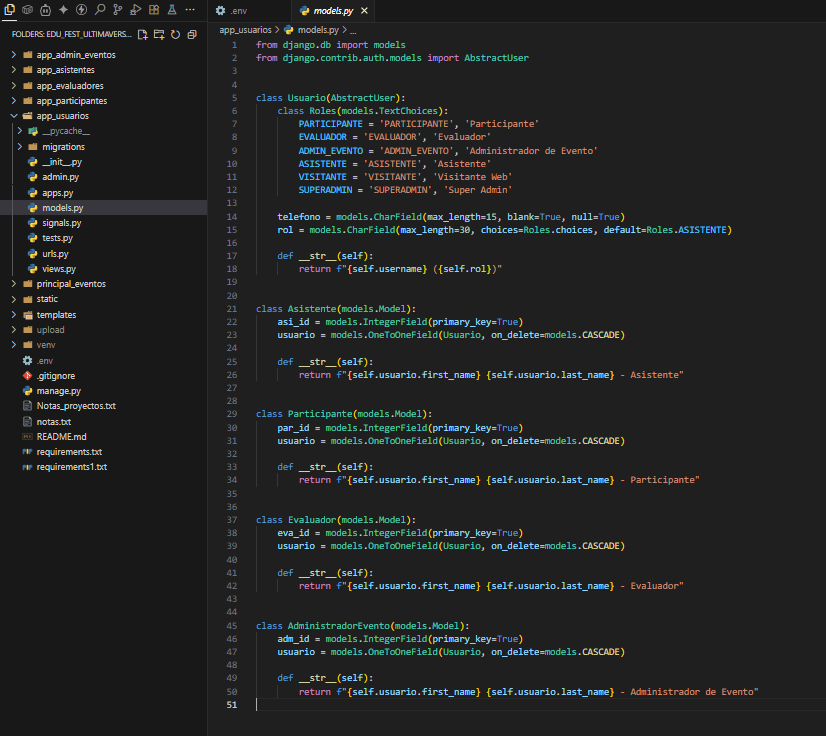 FOLDERS: EDU_FEST_ULTIMAVERS...
app_admin_eventos
app_asistentes
app_evaluadores
app_participantes
app_usuarios
__pycache__
migrations
__init__.py
admin.py
apps.py
models.py
signals.py
tests.py
urls.py
views.py
principal_eventos
static
templates
upload
venv
.env
.gitignore
manage.py
Notas_proyectos.txt
notas.txt
README.md
requirements.txt
requirements1.txt
.env
models.py
app_usuarios > models.py > ...
1 from django.db import models
2 from django.contrib.auth.models import AbstractUser
3
4
5 class Usuario(AbstractUser):
6     class Roles(models.TextChoices):
7         PARTICIPANTE = 'PARTICIPANTE', 'Participante'
8         EVALUADOR = 'EVALUADOR', 'Evaluador'
9         ADMIN_EVENTO = 'ADMIN_EVENTO', 'Administrador de Evento'
10         ASISTENTE = 'ASISTENTE', 'Asistente'
11         VISITANTE = 'VISITANTE', 'Visitante Web'
12         SUPERADMIN = 'SUPERADMIN', 'Super Admin'
13
14     telefono = models.CharField(max_length=15, blank=True, null=True)
15     rol = models.CharField(max_length=30, choices=Roles.choices, default=Roles.ASISTENTE)
16
17     def __str__(self):
18         return f"{self.username} ({self.rol})"
19
20
21 class Asistente(models.Model):
22     asi_id = models.IntegerField(primary_key=True)
23     usuario = models.OneToOneField(Usuario, on_delete=models.CASCADE)
24
25     def __str__(self):
26         return f"{self.usuario.first_name} {self.usuario.last_name} - Asistente"
27
28
29 class Participante(models.Model):
30     par_id = models.IntegerField(primary_key=True)
31     usuario = models.OneToOneField(Usuario, on_delete=models.CASCADE)
32
33     def __str__(self):
34         return f"{self.usuario.first_name} {self.usuario.last_name} - Participante"
35
36
37 class Evaluador(models.Model):
38     eva_id = models.IntegerField(primary_key=True)
39     usuario = models.OneToOneField(Usuario, on_delete=models.CASCADE)
40
41     def __str__(self):
42         return f"{self.usuario.first_name} {self.usuario.last_name} - Evaluador"
43
44
45 class AdministradorEvento(models.Model):
46     adm_id = models.IntegerField(primary_key=True)
47     usuario = models.OneToOneField(Usuario, on_delete=models.CASCADE)
48
49     def __str__(self):
50         return f"{self.usuario.first_name} {self.usuario.last_name} - Administrador de Evento"
51